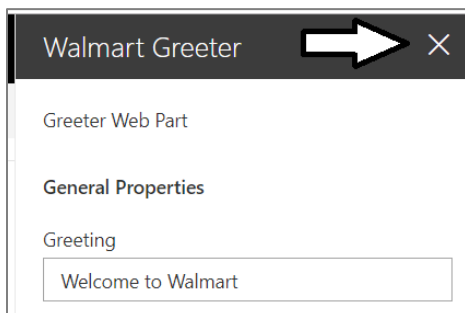 Walmart Greeter
Greeter Web Part
General Properties
Greeting
Welcome to Walmart